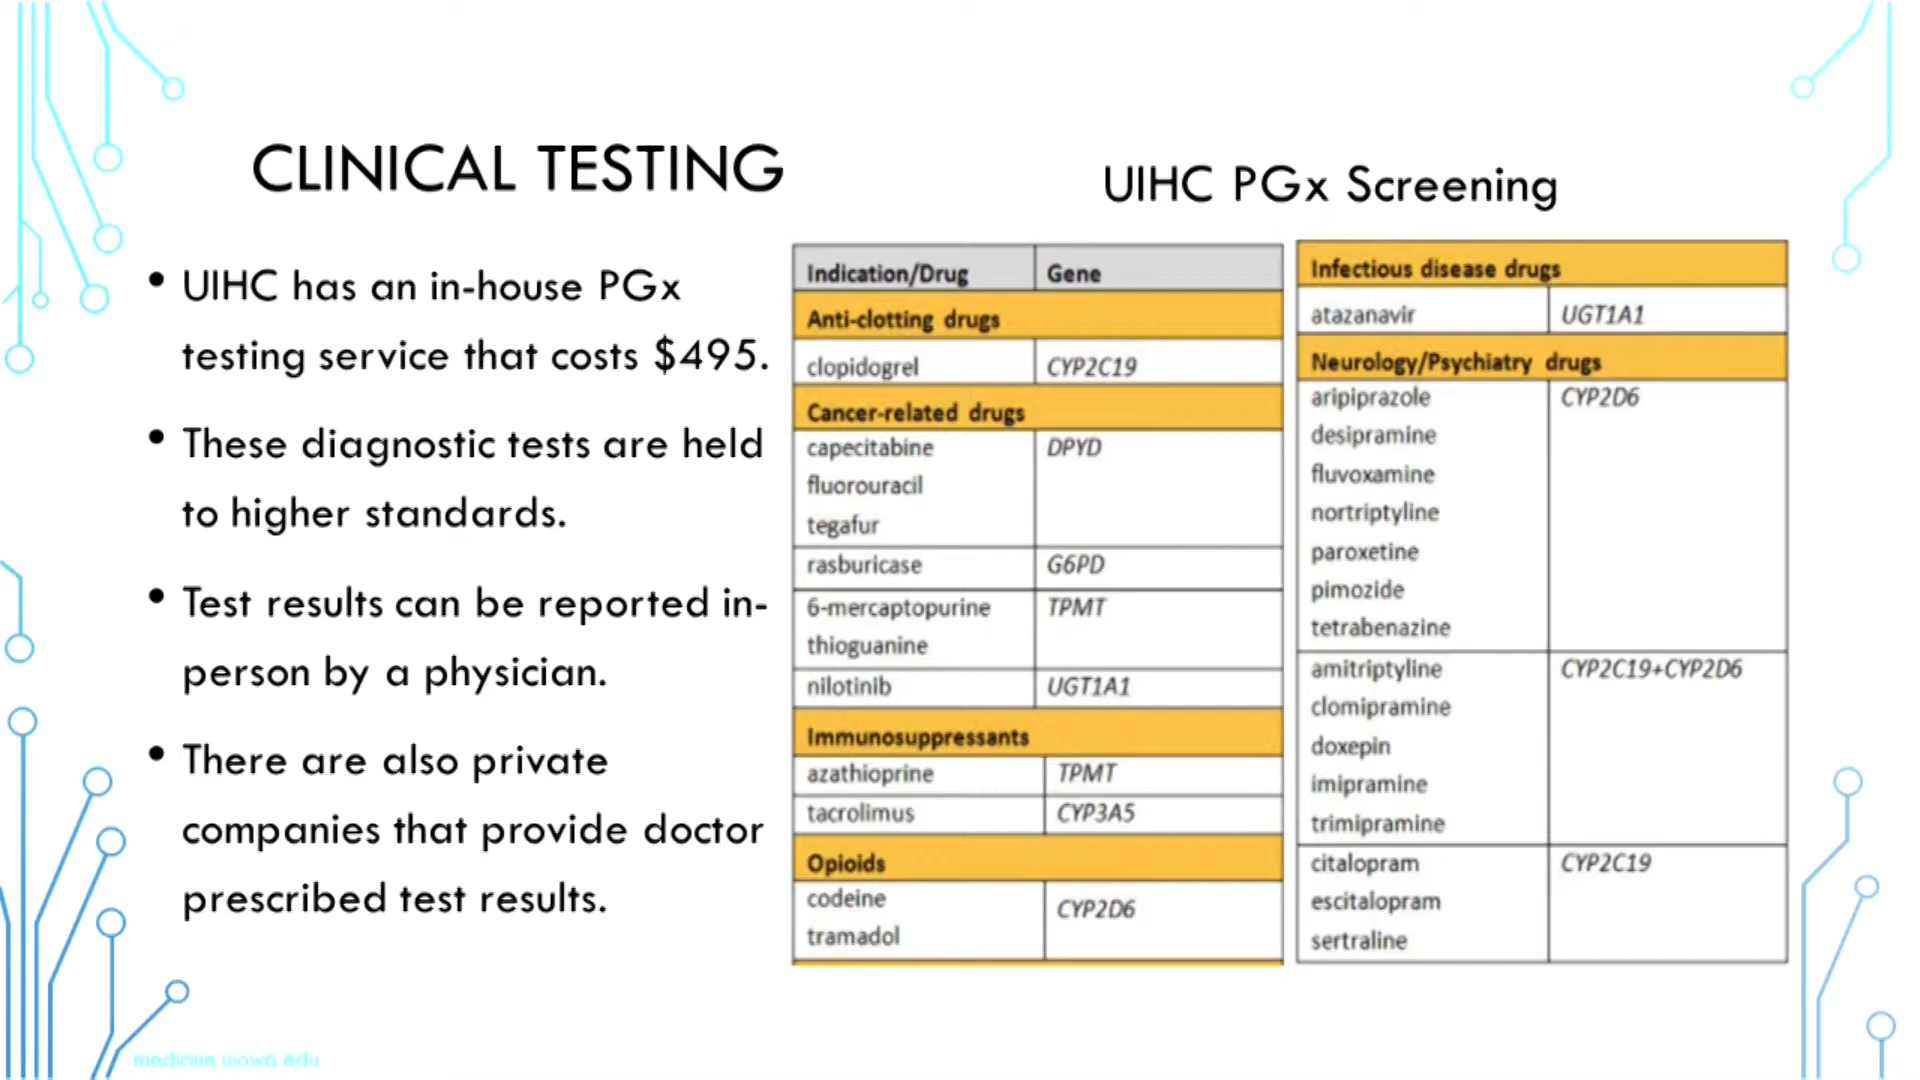 CLINICAL TESTING
• UIHC has an in-house PGx
testing service that costs $495.
• These diagnostic tests are held
to higher standards.
• Test results can be reported in-
person by a physician.
• There are also private
companies that provide doctor
prescribed test results.
UIHC PGx Screening
Indication/Drug Gene
Anti-clotting drugs
clopidogrel CYP2C19
Cancer-related drugs
capecitabine DPYD
fluorouracil
tegafur
rasburicase G6PD
6-mercaptopurine TPMT
thioguanine
nilotinib UGT1A1
Immunosuppressants
azathioprine TPMT
tacrolimus CYP3A5
Opioids
codeine CYP2D6
tramadol
Infectious disease drugs
atazanavir UGT1A1
Neurology/Psychiatry drugs
aripiprazole CYP2D6
desipramine
fluvoxamine
nortriptyline
paroxetine
pimozide
tetrabenazine
amitriptyline CYP2C19+CYP2D6
clomipramine
doxepin
imipramine
trimipramine
citalopram CYP2C19
escitalopram
sertraline
medicine.uiowa.edu